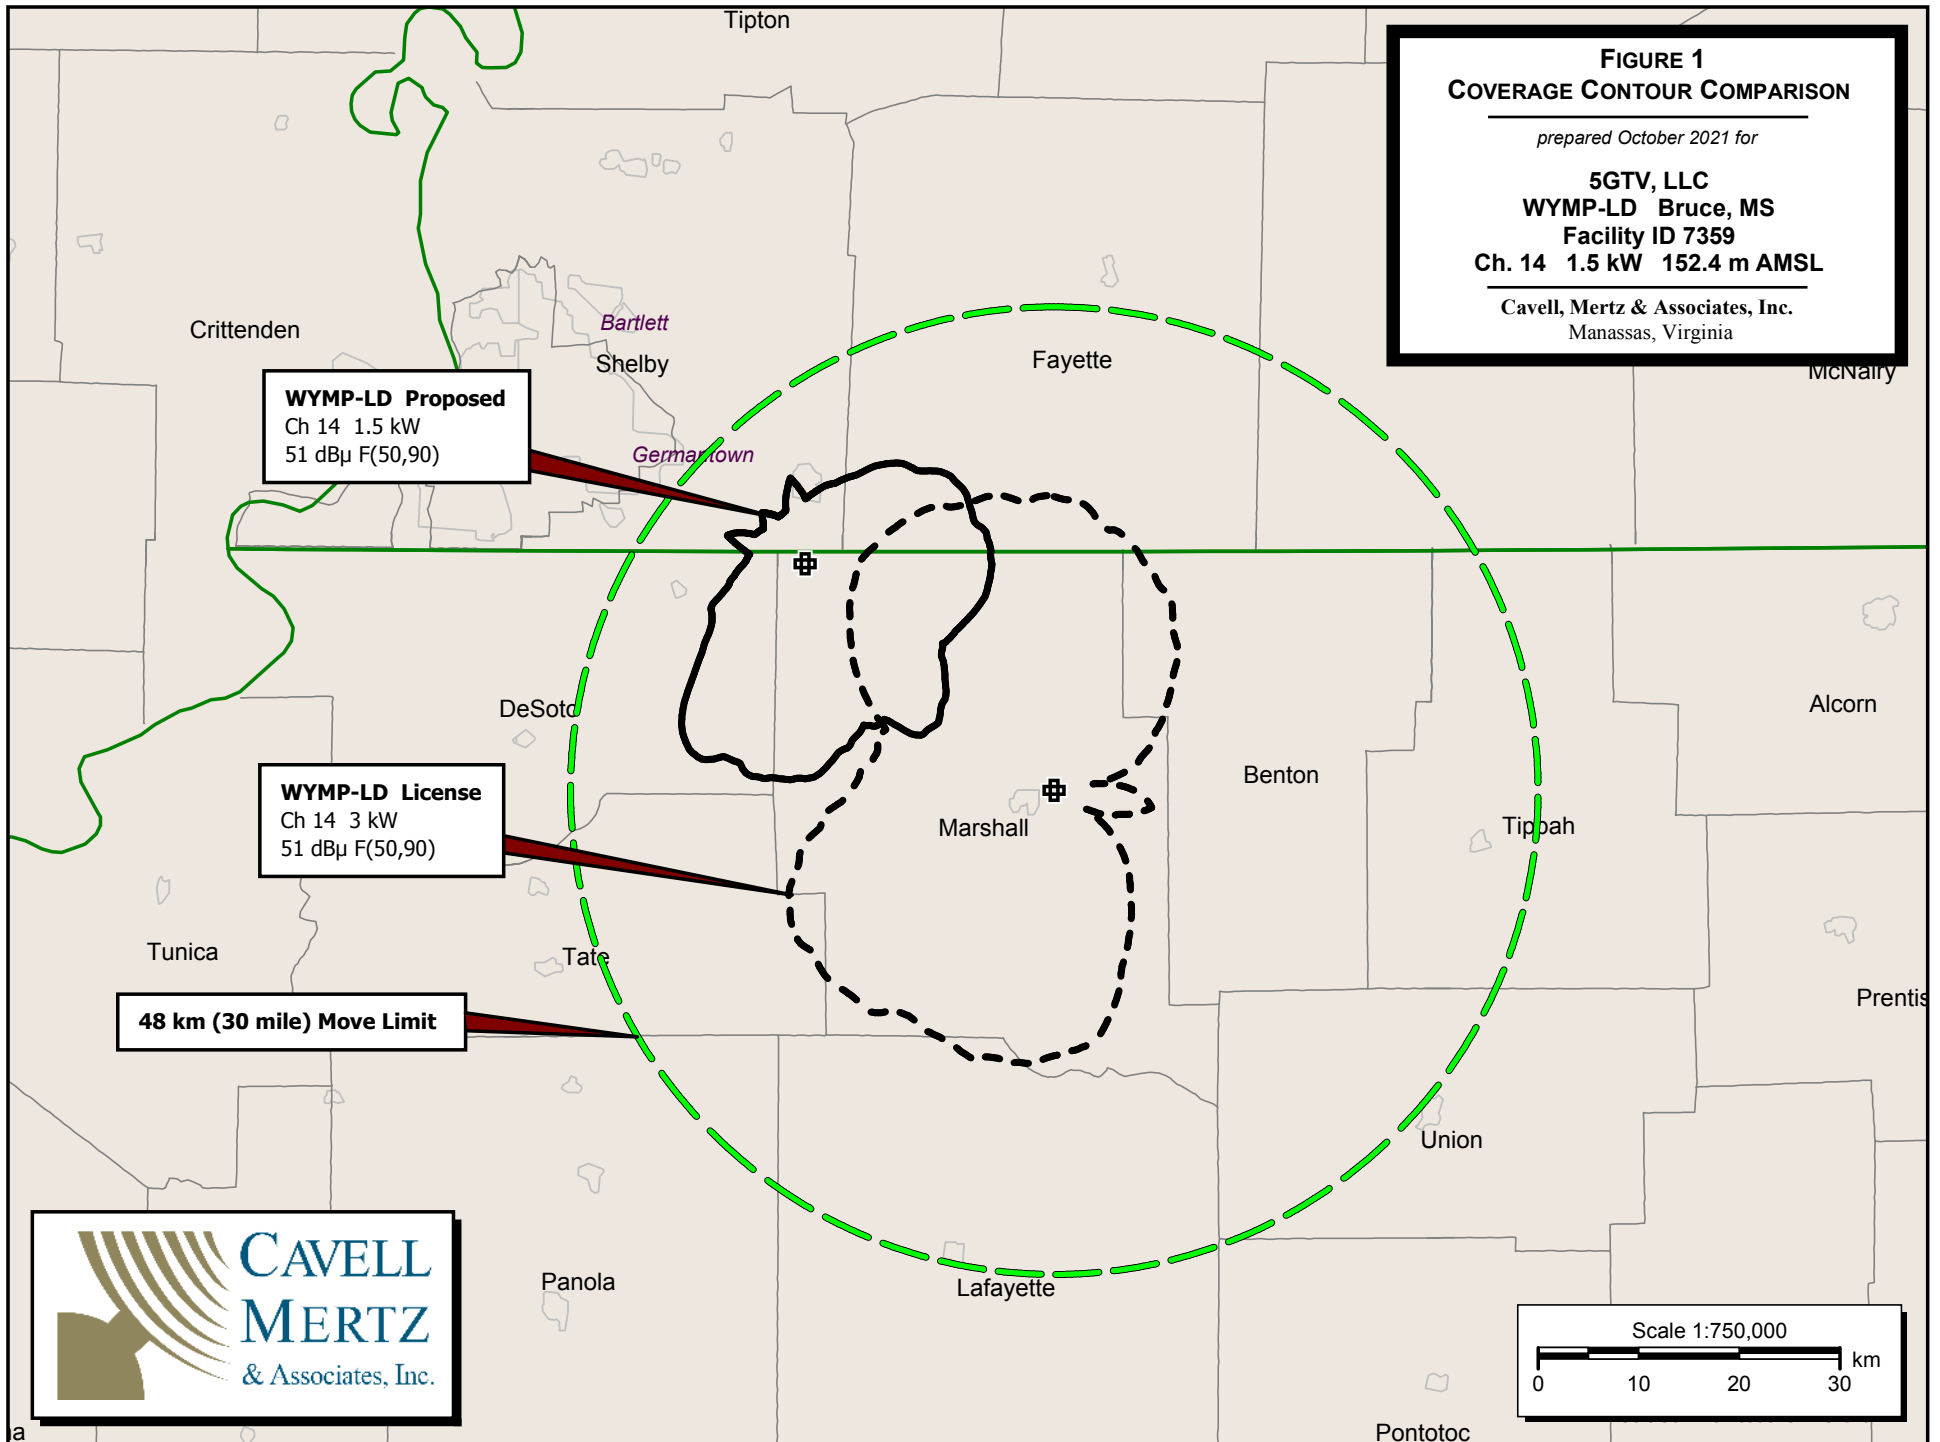 Tipton
FIGURE 1
COVERAGE CONTOUR COMPARISON
prepared October 2021 for
5GTV, LLC
WYMP-LD Bruce, MS
Facility ID 7359
Ch. 14 1.5 kW 152.4 m AMSL
Cavell, Mertz & Associates, Inc.
Manassas, Virginia
Crittenden
Bartlett
Shelby
Fayette
McNairy
WYMP-LD Proposed
Ch 14 1.5 kW
51 dBµ F(50,90)
Germantown
DeSoto
Alcorn
Benton
WYMP-LD License
Ch 14 3 kW
51 dBµ F(50,90)
Marshall
Tippah
Tunica
Tate
Prentis
48 km (30 mile) Move Limit
Union
CAVELL
MERTZ
& Associates, Inc.
Panola
Lafayette
Scale 1:750,000
km
0 10 20 30
Pontotoc